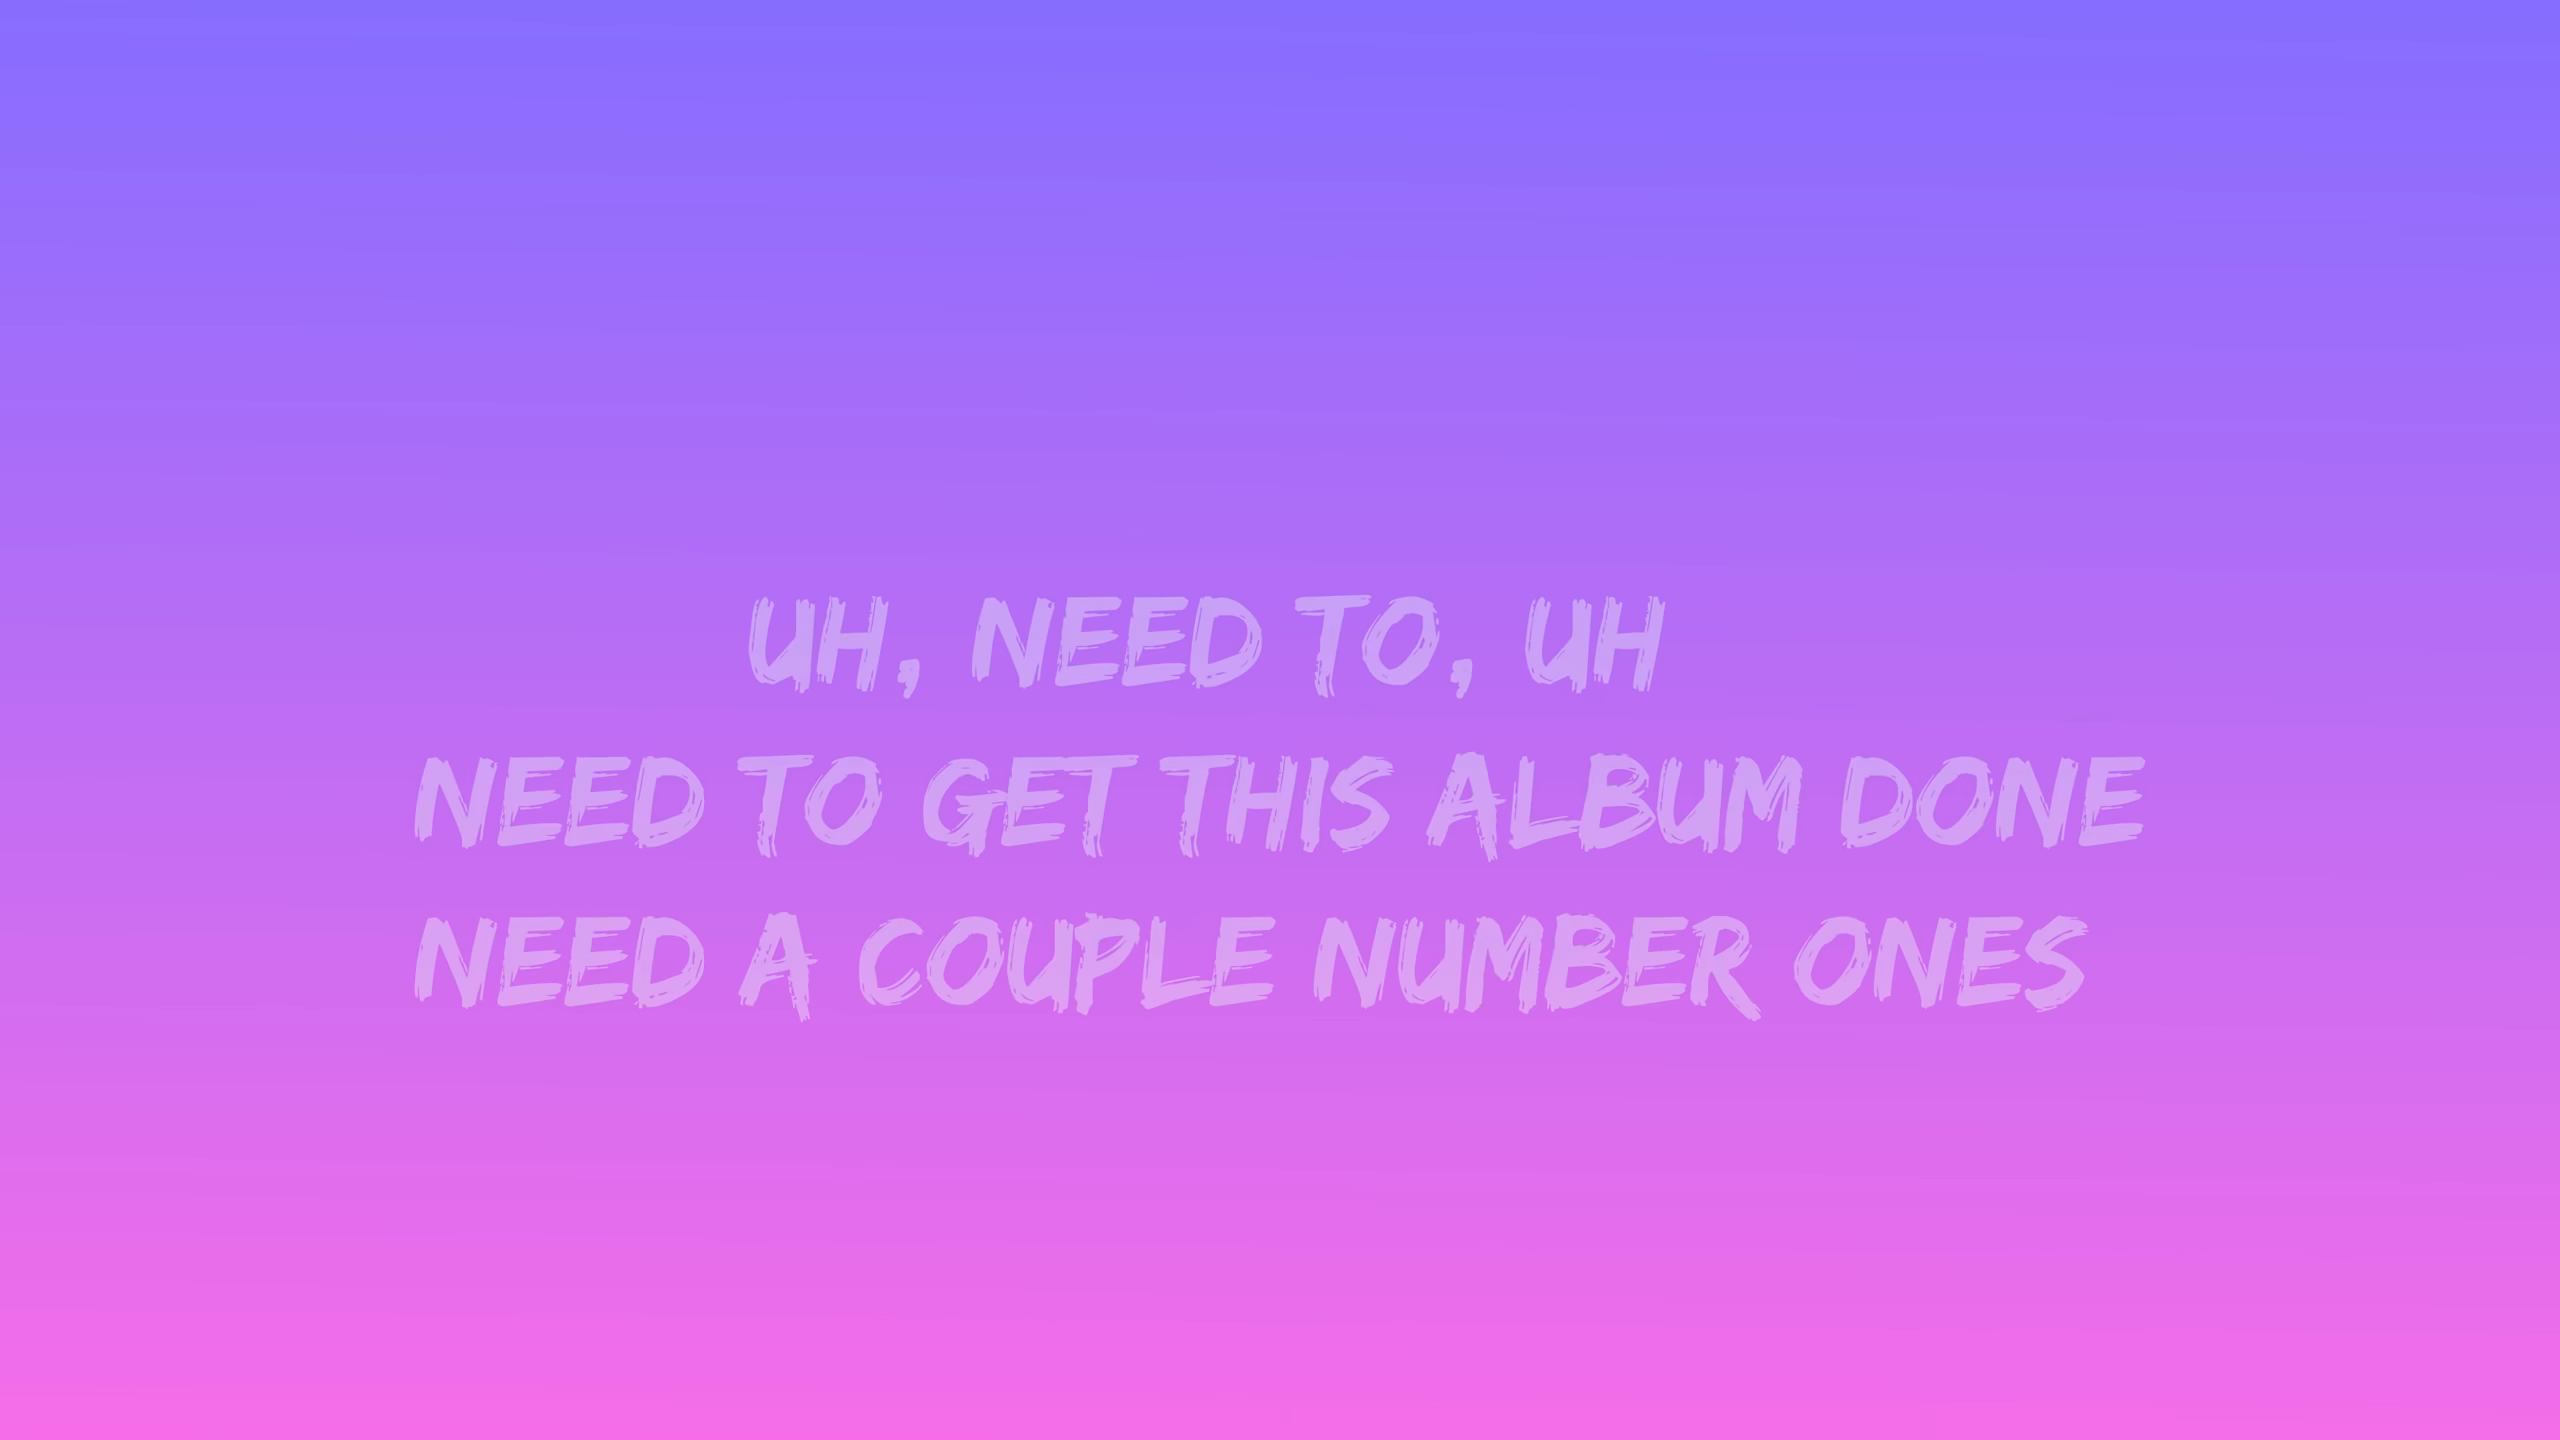 UH, NEED TO, UH
NEED TO GET THIS ALBUM DONE
NEED A COUPLE NUMBER ONES